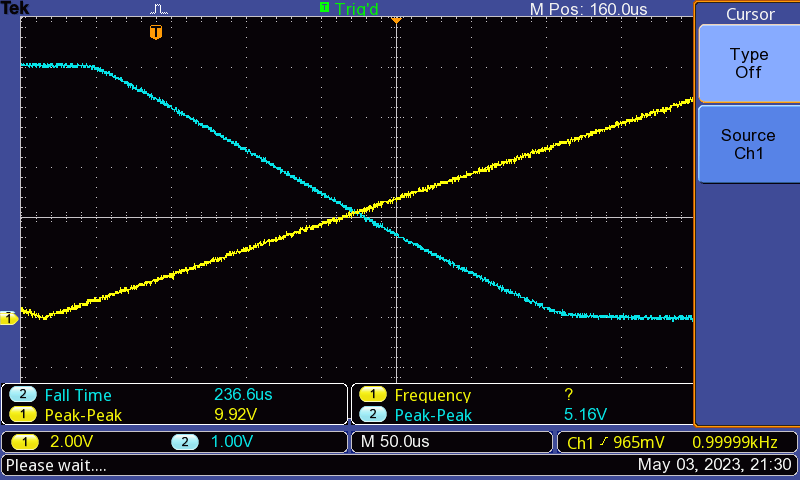 Tek Trig'd M Pos: 160.0us Cursor
T
Type
Off
Source
Ch1
1
2 Fall Time 236.6us 1 Frequency ?
1 Peak-Peak 9.92V 2 Peak-Peak 5.16V
1 2.00V 2 1.00V M 50.0us Ch1 965mV 0.99999kHz
Please wait.... May 03, 2023, 21:30